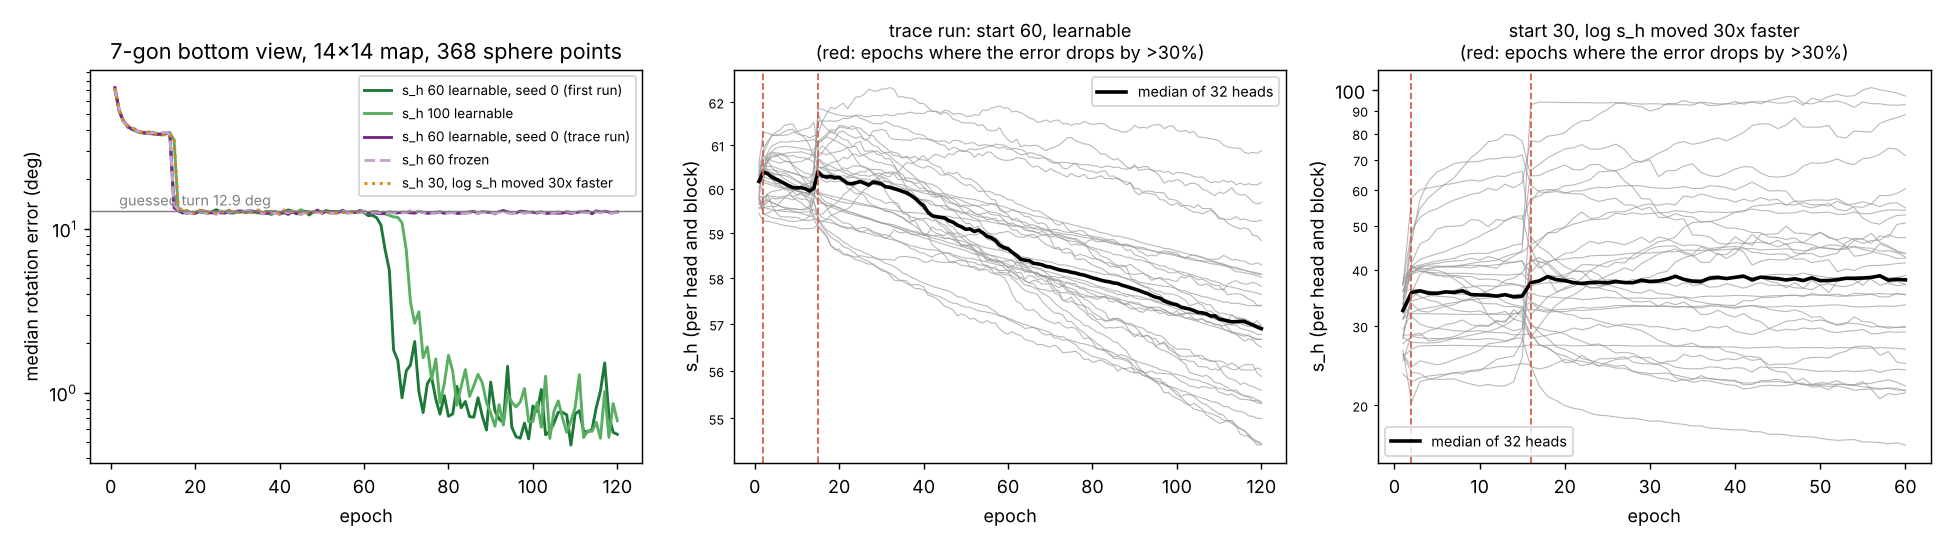 7-gon bottom view, 14×14 map, 368 sphere points
median rotation error (deg)
10¹
10⁰
guessed turn 12.9 deg
s_h 60 learnable, seed 0 (first run)
s_h 100 learnable
s_h 60 learnable, seed 0 (trace run)
s_h 60 frozen
s_h 30, log s_h moved 30x faster
0 20 40 60 80 100 120
epoch
trace run: start 60, learnable
(red: epochs where the error drops by >30%)
s_h (per head and block)
62
61
60
59
58
57
56
55
median of 32 heads
0 20 40 60 80 100 120
epoch
start 30, log s_h moved 30x faster
(red: epochs where the error drops by >30%)
s_h (per head and block)
100
90
80
70
60
50
40
30
20
median of 32 heads
0 10 20 30 40 50 60
epoch